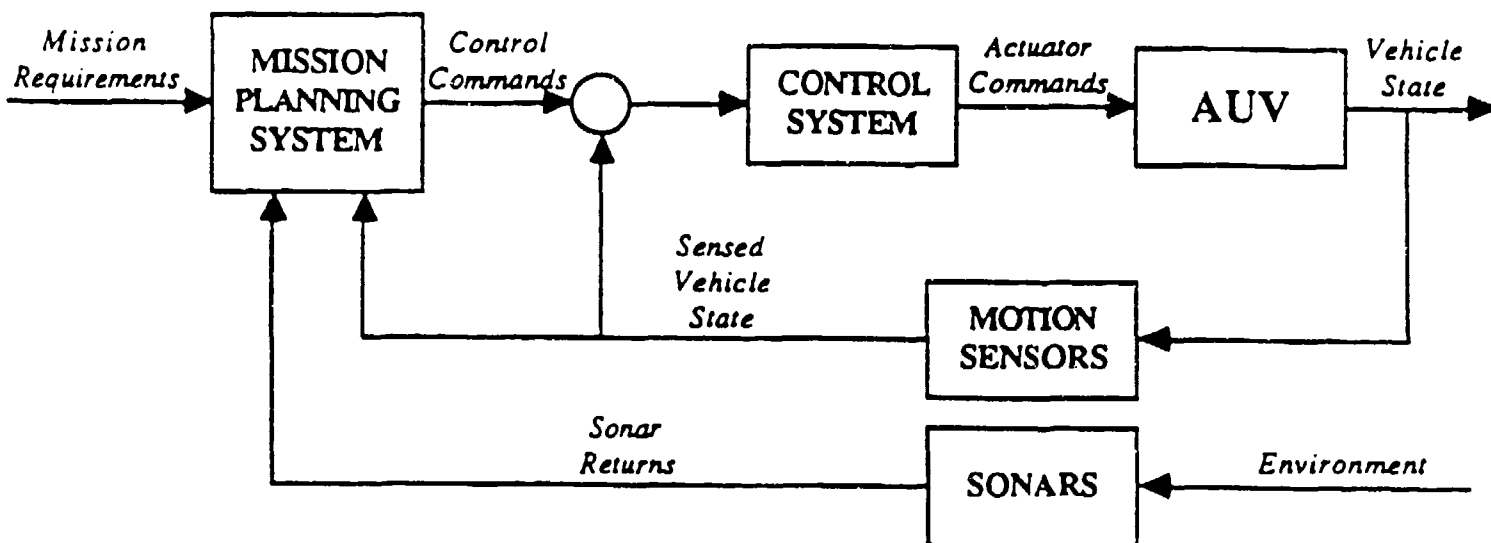 Mission
Requirements
MISSION
PLANNING
SYSTEM
Control
Commands
CONTROL
SYSTEM
Actuator
Commands
AUV
Vehicle
State
Sensed
Vehicle
State
MOTION
SENSORS
Sonar
Returns
SONARS
Environment